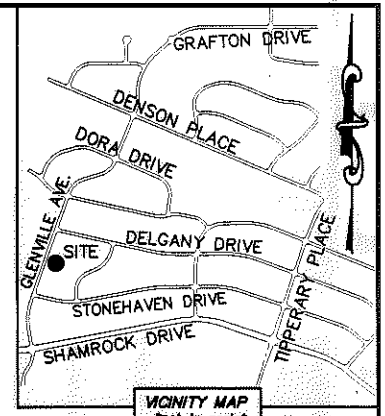 GRAFTON DRIVE
DENSON PLACE
DORA DRIVE
GLENVILLE AVE.
SITE
DELGANY DRIVE
TIPPERARY PLACE
STONEHAVEN DRIVE
SHAMROCK DRIVE
VICINITY MAP